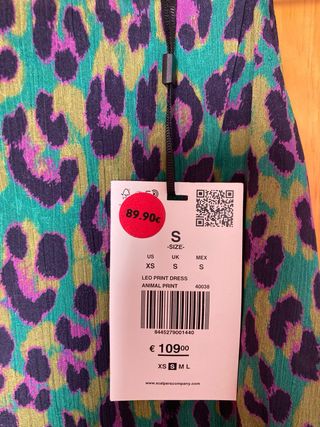 89.90€
S
-SIZE-
US UK MEX
XS S S
LEO PRINT DRESS
ANIMAL PRINT 40038
8445279001440
€ 109.00
XS S M L
www.scalperscompany.com